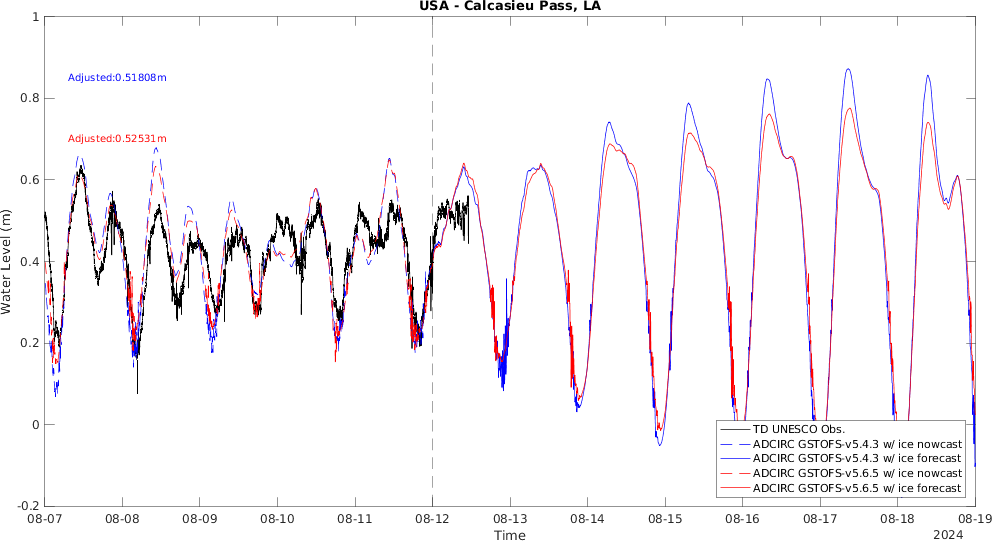 USA - Calcasieu Pass, LA
1
Adjusted:0.51808m
0.8
Adjusted:0.52531m
0.6
0.4
0.2
0
-0.2
Water Level (m)
TD UNESCO Obs.
ADCIRC GSTOFS-v5.4.3 w/ ice nowcast
ADCIRC GSTOFS-v5.4.3 w/ ice forecast
ADCIRC GSTOFS-v5.6.5 w/ ice nowcast
ADCIRC GSTOFS-v5.6.5 w/ ice forecast
08-07 08-08 08-09 08-10 08-11 08-12 08-13 08-14 08-15 08-16 08-17 08-18 08-19
Time
2024